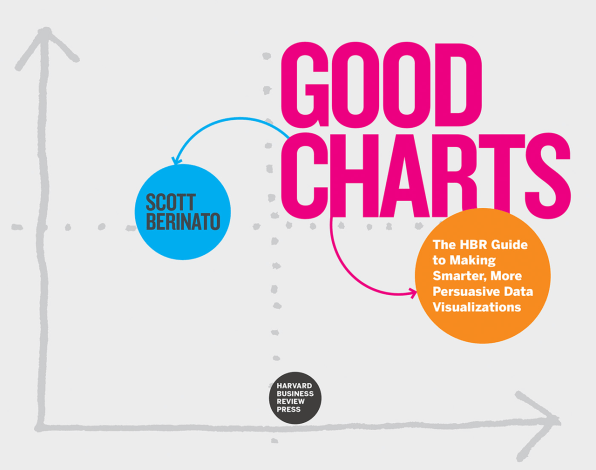 GOOD
CHARTS
SCOTT
BERINATO
The HBR Guide
to Making
Smarter, More
Persuasive Data
Visualizations
HARVARD
BUSINESS
REVIEW
PRESS